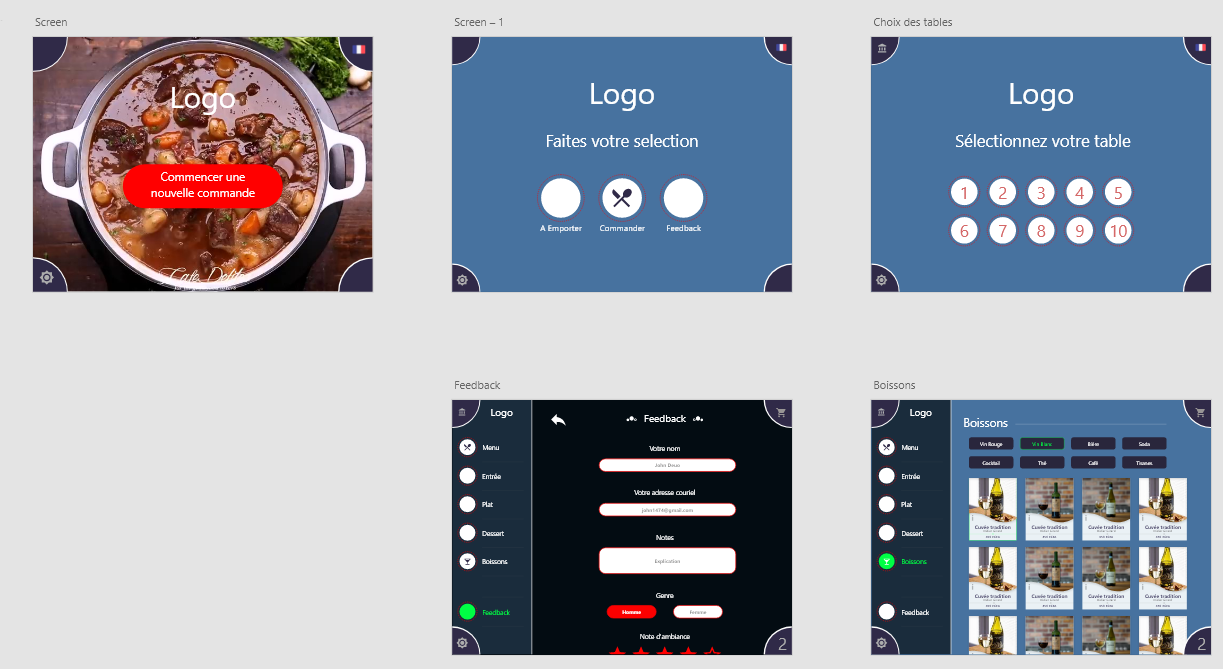 Screen
Logo
Commencer une
nouvelle commande
Cafe Delites
Screen – 1
Logo
Faites votre selection
A Emporter
Commander
Feedback
Choix des tables
Logo
Sélectionnez votre table
1 2 3 4 5
6 7 8 9 10
Feedback
Logo
Menu
Entrée
Plat
Dessert
Boissons
Feedback
Feedback
Votre nom
John Deuo
Votre adresse couriel
john1474@gmail.com
Notes
Explication
Genre
Homme Femme
Note d'ambiance
2
Boissons
Logo
Menu
Entrée
Plat
Dessert
Boissons
Feedback
Boissons
Vin Rouge Vin Blanc Bière Soda
Cocktail Thé Café Tisanes
Cuvée tradition Cuvée tradition Cuvée tradition Cuvée tradition
Cuvée tradition Cuvée tradition Cuvée tradition Cuvée tradition
2